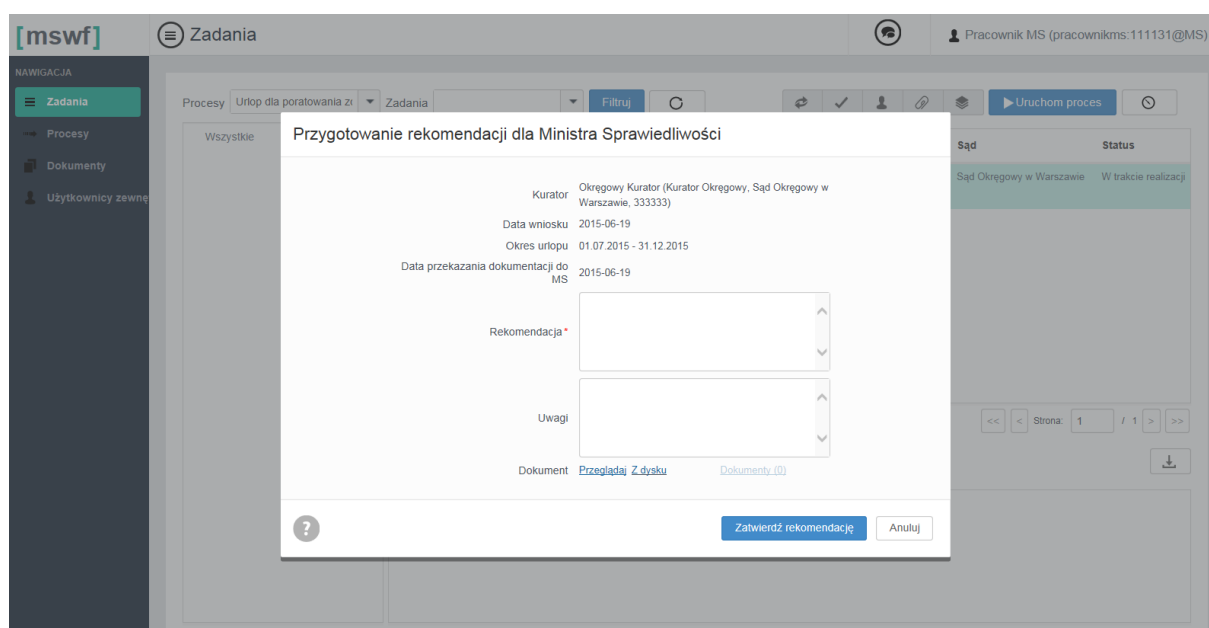 [mswf]
Zadania
Pracownik MS (pracownikms:111131@MS)
NAWIGACJA
Zadania
Procesy
Dokumenty
Użytkownicy zewnę
Procesy Urlop dla poratowania zd Zadania Filtruj Uruchom proces
Wszystkie
Sąd Status
Sąd Okręgowy w Warszawie W trakcie realizacji
Przygotowanie rekomendacji dla Ministra Sprawiedliwości
Kurator Okręgowy Kurator (Kurator Okręgowy, Sąd Okręgowy w
Warszawie, 333333)
Data wniosku 2015-06-19
Okres urlopu 01.07.2015 - 31.12.2015
Data przekazania dokumentacji do
MS 2015-06-19
Rekomendacja*
Uwagi
<< < Strona: 1 / 1 > >>
Dokument Przeglądaj Z dysku Dokumenty (0)
? Zatwierdź rekomendację Anuluj